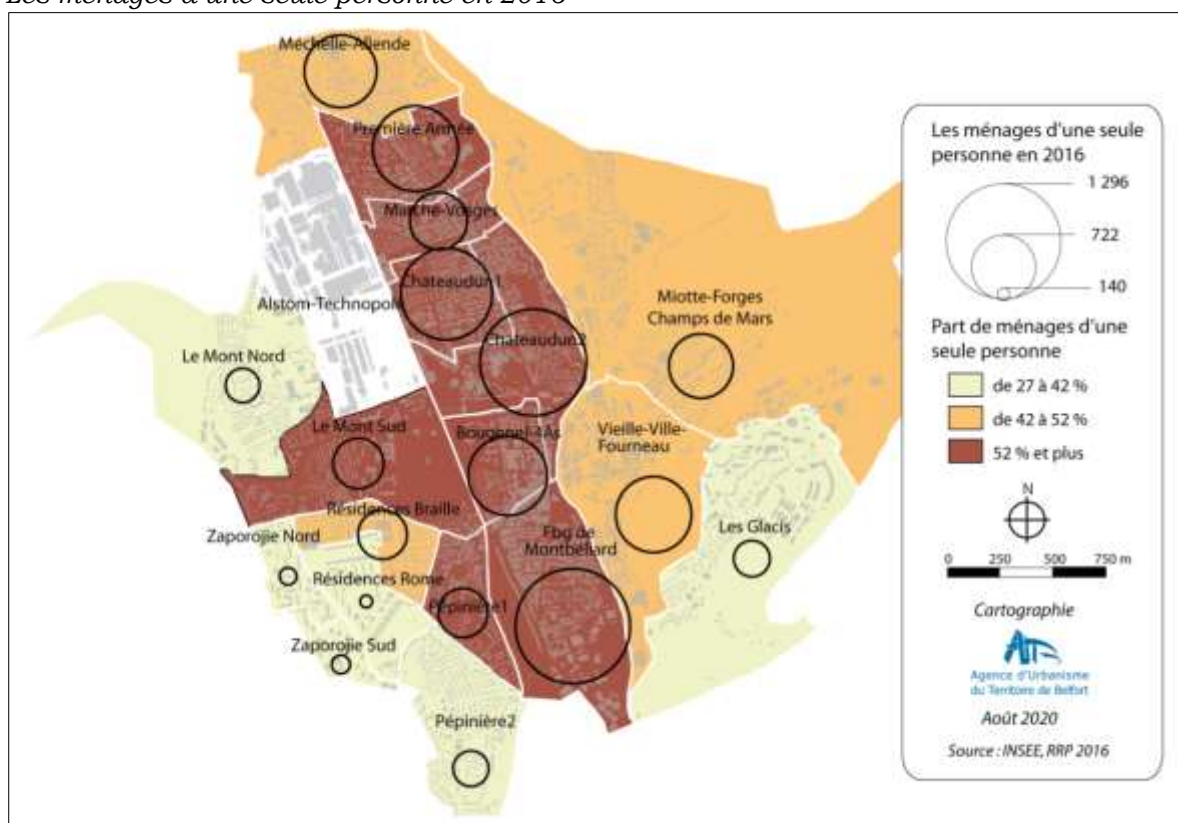 Les ménages d'une seule personne en 2016
Méchelle-Allende
Première Année
Marché-Vosges
Chateaudun1
Alstom-Technopole
Chateaudun2
Miotte-Forges
Champs de Mars
Le Mont Nord
Le Mont Sud
Bougenel-4As
Vieille-Ville-
Fourneau
Résidences Braille
Zaporojie Nord
Fbg de
Montbéliard
Les Glacis
Résidences Rome
Pépinière1
Zaporojie Sud
Pépinière2
Les ménages d'une seule
personne en 2016
1 296
722
140
Part de ménages d'une
seule personne
de 27 à 42 %
de 42 à 52 %
52 % et plus
N
0 250 500 750 m
Cartographie
Agence d'Urbanisme
du Territoire de Belfort
Août 2020
Source : INSEE, RRP 2016